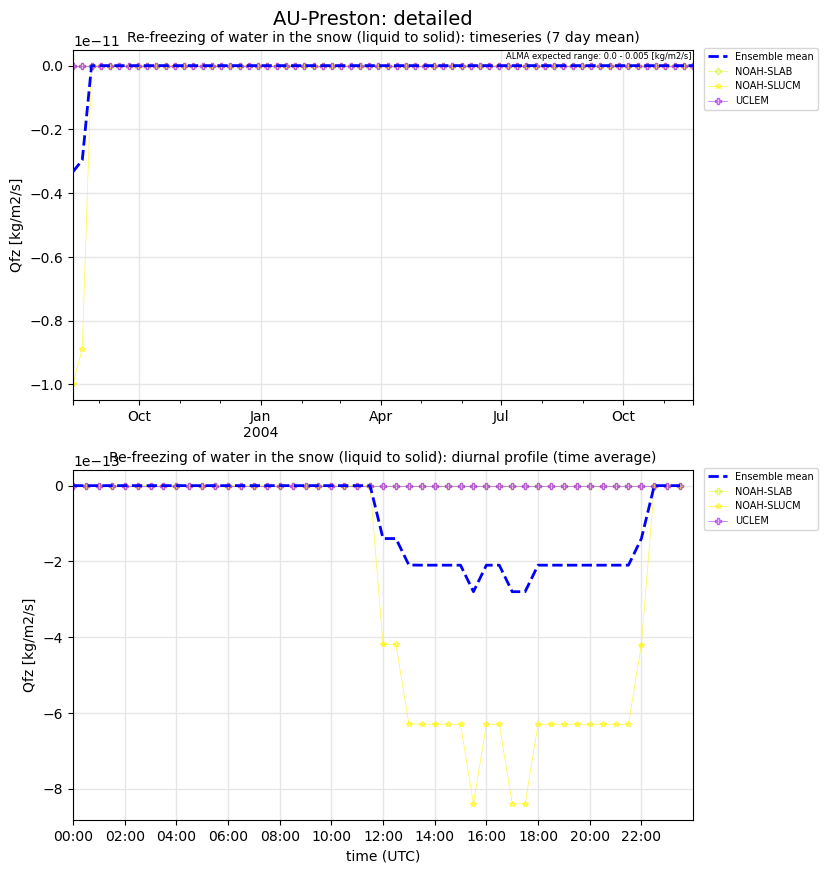 AU-Preston: detailed
Re-freezing of water in the snow (liquid to solid): timeseries (7 day mean)
1e−11
ALMA expected range: 0.0 - 0.005 [kg/m2/s]
Ensemble mean
NOAH-SLAB
NOAH-SLUCM
UCLEM
0.0
−0.2
−0.4
−0.6
−0.8
−1.0
Qfz [kg/m2/s]
Oct
Jan
2004
Apr
Jul
Oct
Re-freezing of water in the snow (liquid to solid): diurnal profile (time average)
1e−13
Ensemble mean
NOAH-SLAB
NOAH-SLUCM
UCLEM
0
−2
−4
−6
−8
Qfz [kg/m2/s]
00:00 02:00 04:00 06:00 08:00 10:00 12:00 14:00 16:00 18:00 20:00 22:00
time (UTC)